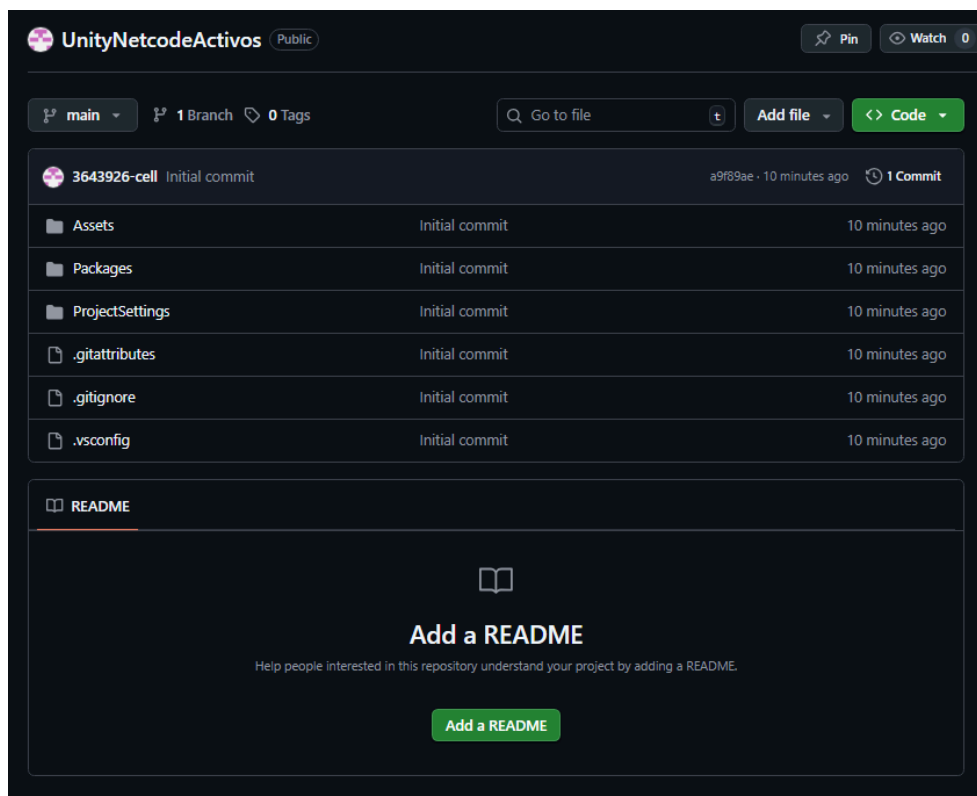 UnityNetcodeActivos Public Pin Watch 0
main 1 Branch 0 Tags Go to file t Add file Code
3643926-cell Initial commit a9f89ae · 10 minutes ago 1 Commit
Assets Initial commit 10 minutes ago
Packages Initial commit 10 minutes ago
ProjectSettings Initial commit 10 minutes ago
.gitattributes Initial commit 10 minutes ago
.gitignore Initial commit 10 minutes ago
.vsconfig Initial commit 10 minutes ago
README
Add a README
Help people interested in this repository understand your project by adding a README.
Add a README